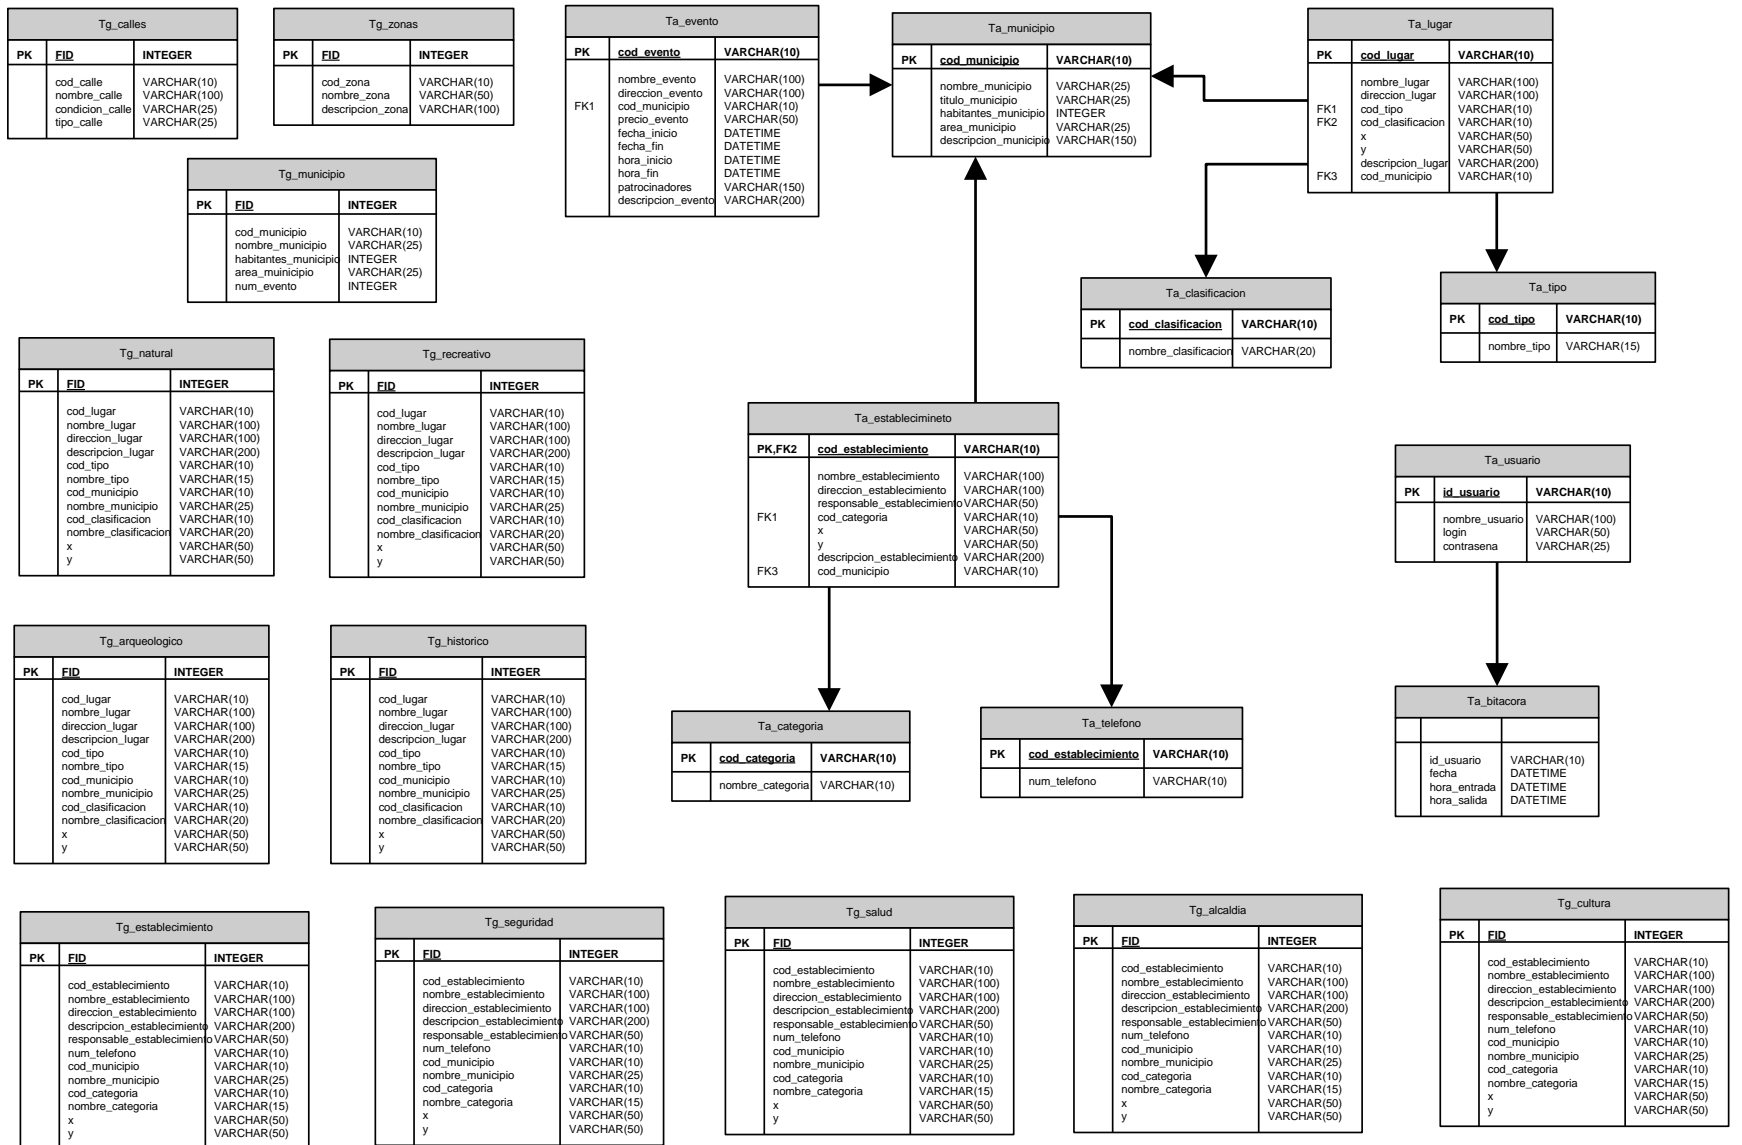 Tg_calles
PK FID INTEGER
cod_calle VARCHAR(10)
nombre_calle VARCHAR(100)
condicion_calle VARCHAR(25)
tipo_calle VARCHAR(25)
Tg_zonas
PK FID INTEGER
cod_zona VARCHAR(10)
nombre_zona VARCHAR(50)
descripcion_zona VARCHAR(100)
Ta_evento
PK cod_evento VARCHAR(10)
nombre_evento VARCHAR(100)
direccion_evento VARCHAR(100)
FK1 cod_municipio VARCHAR(10)
precio_evento VARCHAR(50)
fecha_inicio DATETIME
fecha_fin DATETIME
hora_inicio DATETIME
hora_fin DATETIME
patrocinadores VARCHAR(150)
descripcion_evento VARCHAR(200)
Ta_municipio
PK cod_municipio VARCHAR(10)
nombre_municipio VARCHAR(25)
titulo_municipio VARCHAR(25)
habitantes_municipio INTEGER
area_municipio VARCHAR(25)
descripcion_municipio VARCHAR(150)
Ta_lugar
PK cod_lugar VARCHAR(10)
nombre_lugar VARCHAR(100)
direccion_lugar VARCHAR(100)
FK1 cod_tipo VARCHAR(10)
FK2 cod_clasificacion VARCHAR(10)
x VARCHAR(50)
y VARCHAR(50)
descripcion_lugar VARCHAR(200)
FK3 cod_municipio VARCHAR(10)
Tg_municipio
PK FID INTEGER
cod_municipio VARCHAR(10)
nombre_municipio VARCHAR(25)
habitantes_municipio INTEGER
area_muinicipio VARCHAR(25)
num_evento INTEGER
Ta_clasificacion
PK cod_clasificacion VARCHAR(10)
nombre_clasificacion VARCHAR(20)
Ta_tipo
PK cod_tipo VARCHAR(10)
nombre_tipo VARCHAR(15)
Tg_natural
PK FID INTEGER
cod_lugar VARCHAR(10)
nombre_lugar VARCHAR(100)
direccion_lugar VARCHAR(100)
descripcion_lugar VARCHAR(200)
cod_tipo VARCHAR(10)
nombre_tipo VARCHAR(15)
cod_municipio VARCHAR(10)
nombre_municipio VARCHAR(25)
cod_clasificacion VARCHAR(10)
nombre_clasificacion VARCHAR(20)
x VARCHAR(50)
y VARCHAR(50)
Tg_recreativo
PK FID INTEGER
cod_lugar VARCHAR(10)
nombre_lugar VARCHAR(100)
direccion_lugar VARCHAR(100)
descripcion_lugar VARCHAR(200)
cod_tipo VARCHAR(10)
nombre_tipo VARCHAR(15)
cod_municipio VARCHAR(10)
nombre_municipio VARCHAR(25)
cod_clasificacion VARCHAR(10)
nombre_clasificacion VARCHAR(20)
x VARCHAR(50)
y VARCHAR(50)
Ta_establecimineto
PK,FK2 cod_establecimiento VARCHAR(10)
nombre_establecimiento VARCHAR(100)
direccion_establecimiento VARCHAR(100)
responsable_establecimiento VARCHAR(50)
FK1 cod_categoria VARCHAR(10)
x VARCHAR(50)
y VARCHAR(50)
descripcion_establecimiento VARCHAR(200)
FK3 cod_municipio VARCHAR(10)
Ta_usuario
PK id_usuario VARCHAR(10)
nombre_usuario VARCHAR(100)
login VARCHAR(50)
contrasena VARCHAR(25)
Tg_arqueologico
PK FID INTEGER
cod_lugar VARCHAR(10)
nombre_lugar VARCHAR(100)
direccion_lugar VARCHAR(100)
descripcion_lugar VARCHAR(200)
cod_tipo VARCHAR(10)
nombre_tipo VARCHAR(15)
cod_municipio VARCHAR(10)
nombre_municipio VARCHAR(25)
cod_clasificacion VARCHAR(10)
nombre_clasificacion VARCHAR(20)
x VARCHAR(50)
y VARCHAR(50)
Tg_historico
PK FID INTEGER
cod_lugar VARCHAR(10)
nombre_lugar VARCHAR(100)
direccion_lugar VARCHAR(100)
descripcion_lugar VARCHAR(200)
cod_tipo VARCHAR(10)
nombre_tipo VARCHAR(15)
cod_municipio VARCHAR(10)
nombre_municipio VARCHAR(25)
cod_clasificacion VARCHAR(10)
nombre_clasificacion VARCHAR(20)
x VARCHAR(50)
y VARCHAR(50)
Ta_categoria
PK cod_categoria VARCHAR(10)
nombre_categoria VARCHAR(10)
Ta_telefono
PK cod_establecimiento VARCHAR(10)
num_telefono VARCHAR(10)
Ta_bitacora
id_usuario VARCHAR(10)
fecha DATETIME
hora_entrada DATETIME
hora_salida DATETIME
Tg_establecimiento
PK FID INTEGER
cod_establecimiento VARCHAR(10)
nombre_establecimiento VARCHAR(100)
direccion_establecimiento VARCHAR(100)
descripcion_establecimiento VARCHAR(200)
responsable_establecimiento VARCHAR(50)
num_telefono VARCHAR(10)
cod_municipio VARCHAR(10)
nombre_municipio VARCHAR(25)
cod_categoria VARCHAR(10)
nombre_categoria VARCHAR(15)
x VARCHAR(50)
y VARCHAR(50)
Tg_seguridad
PK FID INTEGER
cod_establecimiento VARCHAR(10)
nombre_establecimiento VARCHAR(100)
direccion_establecimiento VARCHAR(100)
descripcion_establecimiento VARCHAR(200)
responsable_establecimiento VARCHAR(50)
num_telefono VARCHAR(10)
cod_municipio VARCHAR(10)
nombre_municipio VARCHAR(25)
cod_categoria VARCHAR(10)
nombre_categoria VARCHAR(15)
x VARCHAR(50)
y VARCHAR(50)
Tg_salud
PK FID INTEGER
cod_establecimiento VARCHAR(10)
nombre_establecimiento VARCHAR(100)
direccion_establecimiento VARCHAR(100)
descripcion_establecimiento VARCHAR(200)
responsable_establecimiento VARCHAR(50)
num_telefono VARCHAR(10)
cod_municipio VARCHAR(10)
nombre_municipio VARCHAR(25)
cod_categoria VARCHAR(10)
nombre_categoria VARCHAR(15)
x VARCHAR(50)
y VARCHAR(50)
Tg_alcaldia
PK FID INTEGER
cod_establecimiento VARCHAR(10)
nombre_establecimiento VARCHAR(100)
direccion_establecimiento VARCHAR(100)
descripcion_establecimiento VARCHAR(200)
responsable_establecimiento VARCHAR(50)
num_telefono VARCHAR(10)
cod_municipio VARCHAR(10)
nombre_municipio VARCHAR(25)
cod_categoria VARCHAR(10)
nombre_categoria VARCHAR(15)
x VARCHAR(50)
y VARCHAR(50)
Tg_cultura
PK FID INTEGER
cod_establecimiento VARCHAR(10)
nombre_establecimiento VARCHAR(100)
direccion_establecimiento VARCHAR(100)
descripcion_establecimiento VARCHAR(200)
responsable_establecimiento VARCHAR(50)
num_telefono VARCHAR(10)
cod_municipio VARCHAR(10)
nombre_municipio VARCHAR(25)
cod_categoria VARCHAR(10)
nombre_categoria VARCHAR(15)
x VARCHAR(50)
y VARCHAR(50)